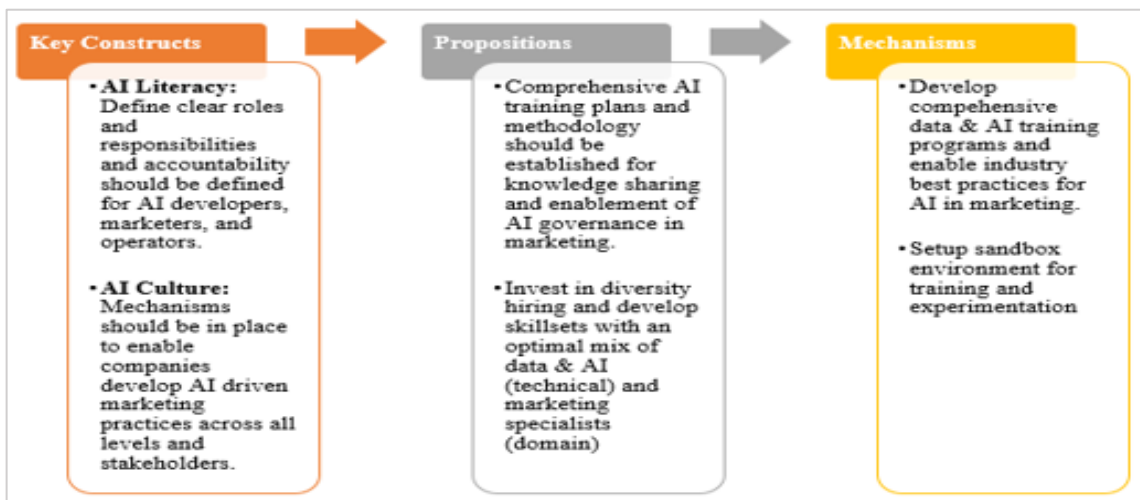 Key Constructs
• AI Literacy:
Define clear roles
and
responsibilities
and accountability
should be defined
for AI developers,
marketers, and
operators.
• AI Culture:
Mechanisms
should be in place
to enable
companies
develop AI driven
marketing
practices across all
levels and
stakeholders.
Propositions
• Comprehensive AI
training plans and
methodology
should be
established for
knowledge sharing
and enablement of
AI governance in
marketing.
• Invest in diversity
hiring and develop
skillsets with an
optimal mix of
data & AI
(technical) and
marketing
specialists
(domain)
Mechanisms
• Develop
compehensive
data & AI training
programs and
enable industry
best practices for
AI in marketing.
• Setup sandbox
environment for
training and
experimentation